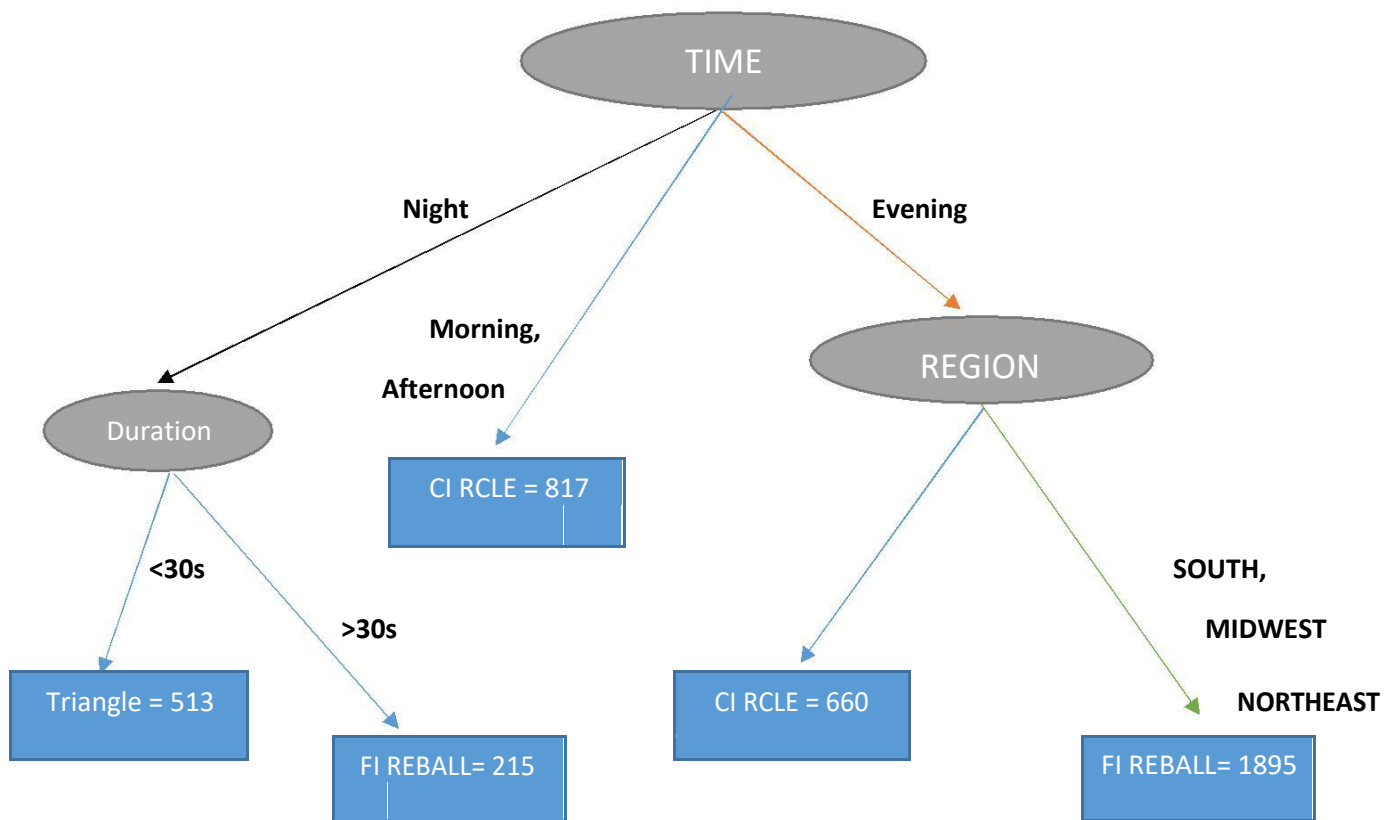 TIME
Night
Evening
Morning,
Afternoon
REGION
Duration
CI RCLE = 817
<30s
>30s
SOUTH,
MIDWEST
NORTHEAST
Triangle = 513
FI REBALL= 215
CI RCLE = 660
FI REBALL= 1895